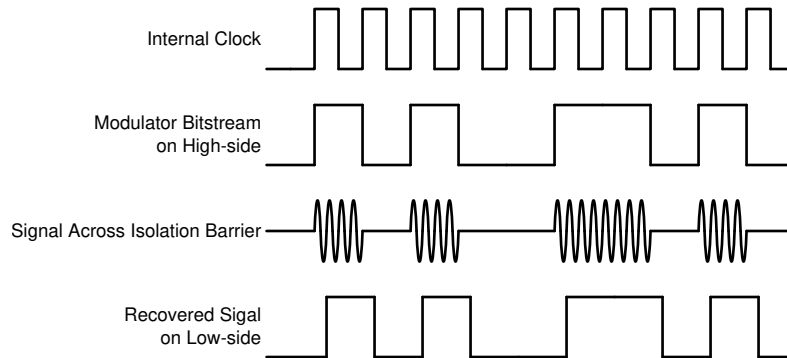 Internal Clock
Modulator Bitstream
on High-side
Signal Across Isolation Barrier
Recovered Sigal
on Low-side